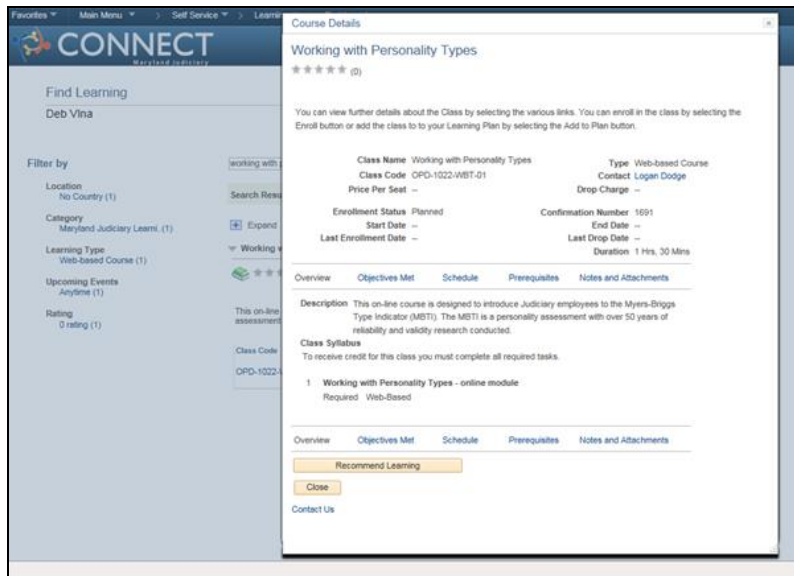 Favorites Main Menu > Self Service > Learni
CONNECT
Maryland Judiciary
Find Learning
Deb VIna
Filter by
Location
No Country (1)
Category
Maryland Judiciary Learni. (1)
Learning Type
Web-based Course (1)
Upcoming Events
Anytime (1)
Rating
0 rating (1)
working with p
Search Resu
Expand
Working w
This on-line
assessment
Class Code
OPD-1022-V
Course Details
Working with Personality Types
(0)
You can view further details about the Class by selecting the various links. You can enroll in the class by selecting the
Enroll button or add the class to to your Learning Plan by selecting the Add to Plan button.
Class Name Working with Personality Types Type Web-based Course
Class Code OPD-1022-WBT-01 Contact Logan Dodge
Price Per Seat -- Drop Charge --
Enrollment Status Planned Confirmation Number 1691
Start Date -- End Date --
Last Enrollment Date -- Last Drop Date --
Duration 1 Hrs, 30 Mins
Overview Objectives Met Schedule Prerequisites Notes and Attachments
Description This on-line course is designed to introduce Judiciary employees to the Myers-Briggs
Type Indicator (MBTI). The MBTI is a personality assessment with over 50 years of
reliability and validity research conducted.
Class Syllabus
To receive credit for this class you must complete all required tasks.
1 Working with Personality Types - online module
Required Web-Based
Overview Objectives Met Schedule Prerequisites Notes and Attachments
Recommend Learning
Close
Contact Us